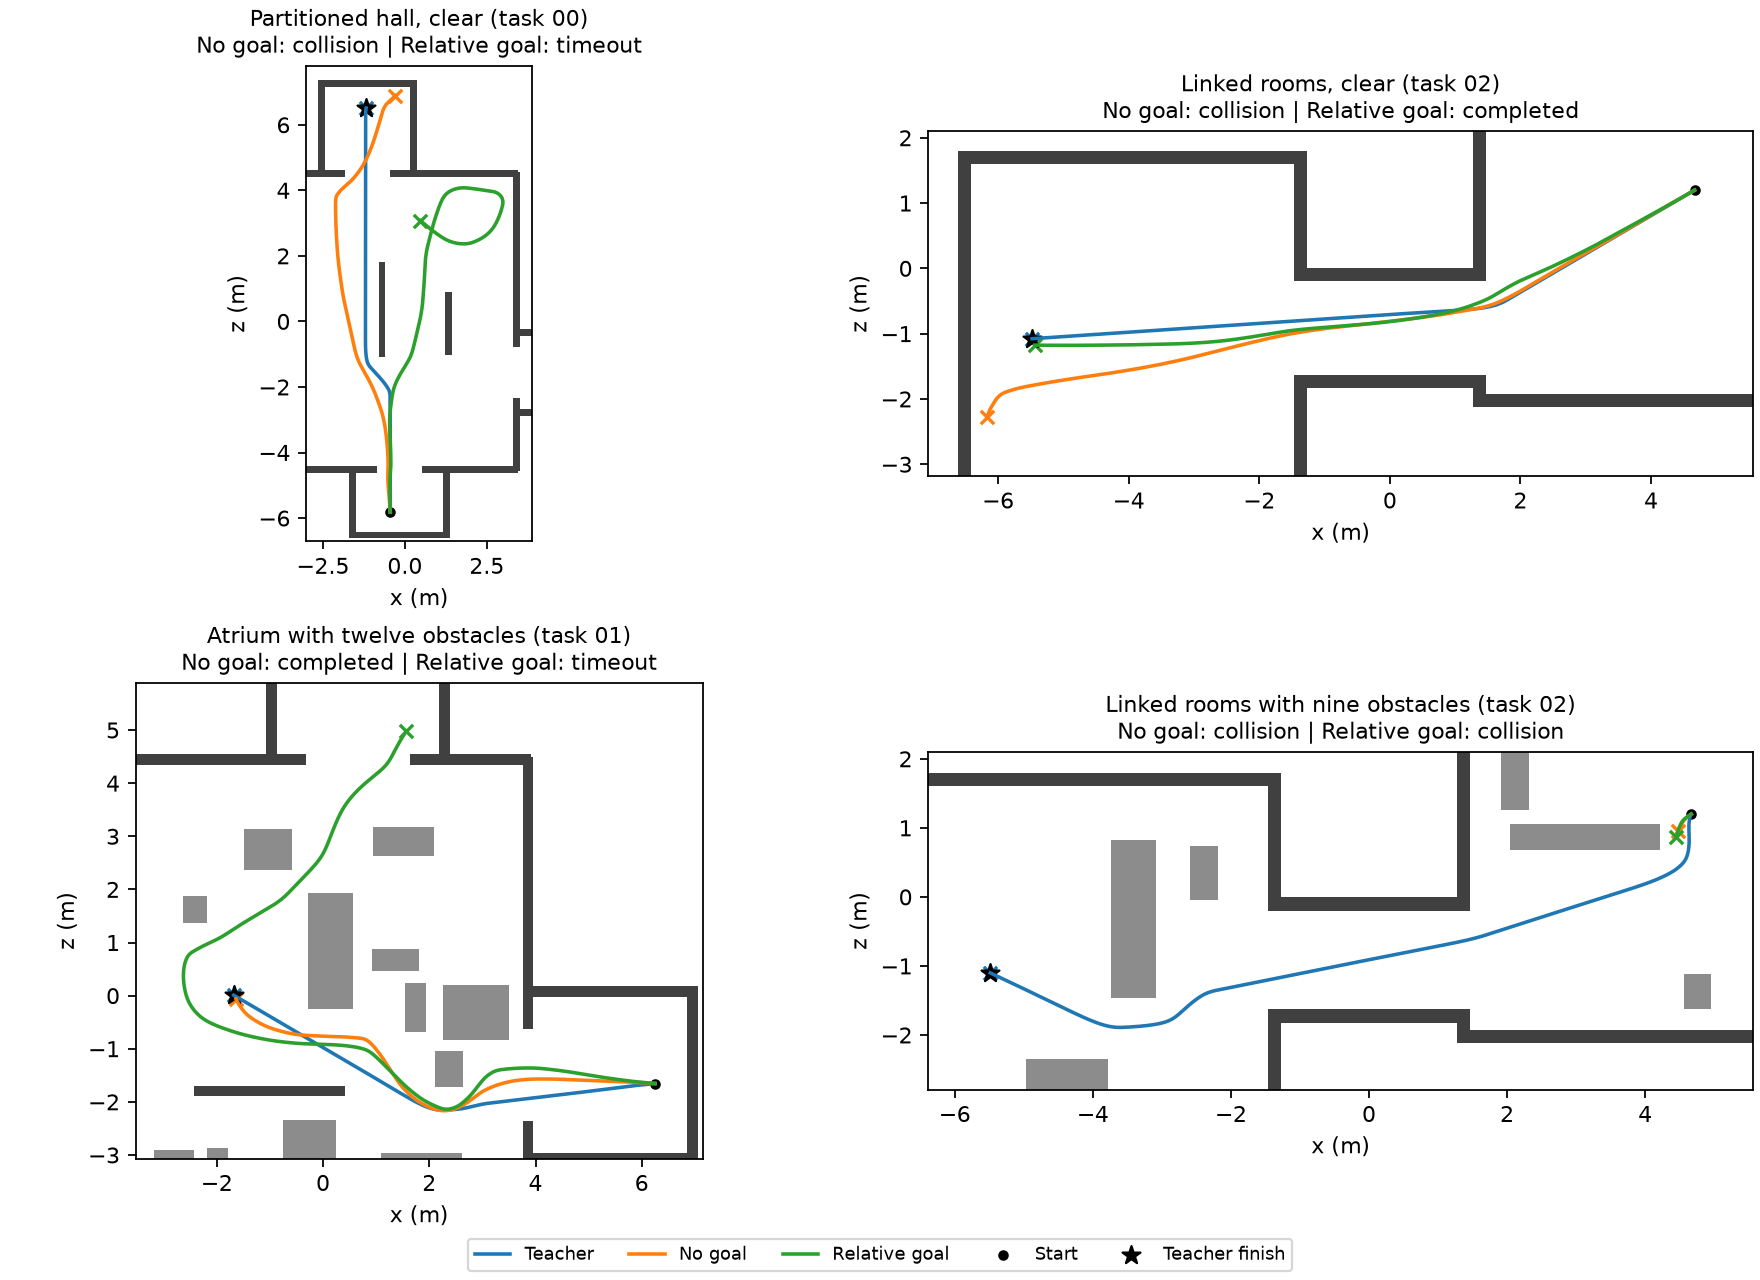 Partitioned hall, clear (task 00)
No goal: collision | Relative goal: timeout
6
4
2
0
−2
−4
−6
z (m)
−2.5 0.0 2.5
x (m)
Linked rooms, clear (task 02)
No goal: collision | Relative goal: completed
2
1
0
−1
−2
−3
z (m)
−6 −4 −2 0 2 4
x (m)
Atrium with twelve obstacles (task 01)
No goal: completed | Relative goal: timeout
5
4
3
2
1
0
−1
−2
−3
z (m)
−2 0 2 4 6
x (m)
Linked rooms with nine obstacles (task 02)
No goal: collision | Relative goal: collision
2
1
0
−1
−2
z (m)
−6 −4 −2 0 2 4
x (m)
Teacher No goal Relative goal Start Teacher finish